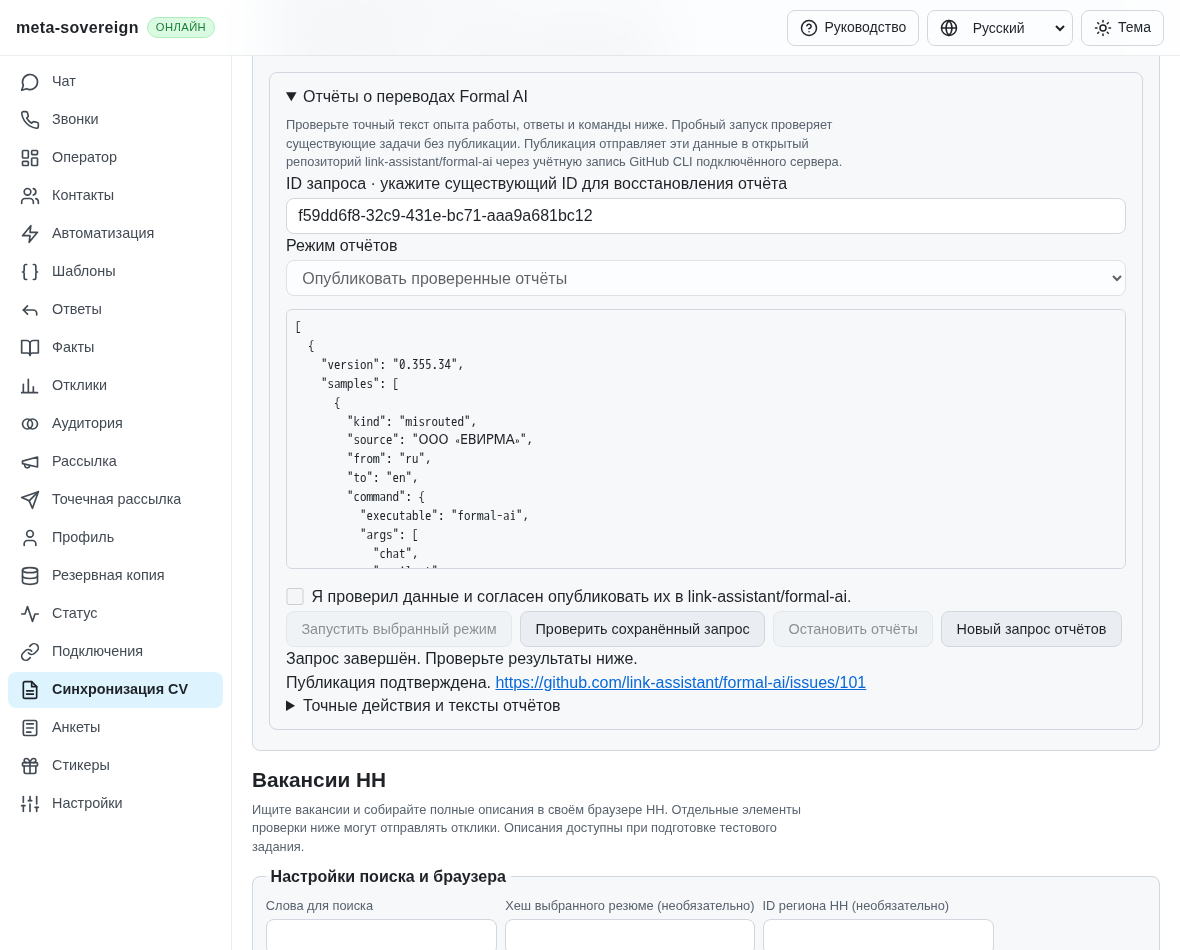 meta-sovereign ОНЛАЙН
Руководство Русский Тема
Чат
Звонки
Оператор
Контакты
Автоматизация
Шаблоны
Ответы
Факты
Отклики
Аудитория
Рассылка
Точечная рассылка
Профиль
Резервная копия
Статус
Подключения
Синхронизация CV
Анкеты
Стикеры
Настройки
Отчёты о переводах Formal AI
Проверьте точный текст опыта работы, ответы и команды ниже. Пробный запуск проверяет
существующие задачи без публикации. Публикация отправляет эти данные в открытый
репозиторий link-assistant/formal-ai через учётную запись GitHub CLI подключённого сервера.
ID запроса · укажите существующий ID для восстановления отчёта
f59dd6f8-32c9-431e-bc71-aaa9a681bc12
Режим отчётов
Опубликовать проверенные отчёты
[
{
"version": "0.355.34",
"samples": [
{
"kind": "misrouted",
"source": "ООО «ЕВИРМА»",
"from": "ru",
"to": "en",
"command": {
"executable": "formal-ai",
"args": [
"chat",
Я проверил данные и согласен опубликовать их в link-assistant/formal-ai.
Запустить выбранный режим Проверить сохранённый запрос Остановить отчёты Новый запрос отчётов
Запрос завершён. Проверьте результаты ниже.
Публикация подтверждена. https://github.com/link-assistant/formal-ai/issues/101
Точные действия и тексты отчётов
Вакансии HH
Ищите вакансии и собирайте полные описания в своём браузере HH. Отдельные элементы
проверки ниже могут отправлять отклики. Описания доступны при подготовке тестового
задания.
Настройки поиска и браузера
Слова для поиска Хеш выбранного резюме (необязательно) ID региона HH (необязательно)